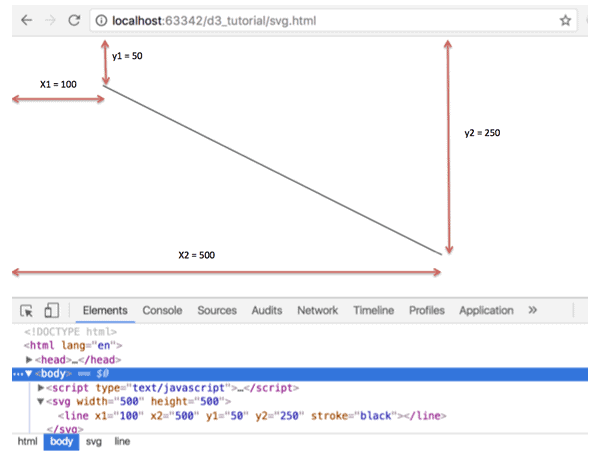 localhost:63342/d3_tutorial/svg.html
y1 = 50
X1 = 100
y2 = 250
X2 = 500
Elements Console Sources Audits Network Timeline Profiles Application »
<!DOCTYPE html>
<html lang="en">
▶<head>…</head>
…▼<body> == $0
▶<script type="text/javascript">…</script>
▼<svg width="500" height="500">
<line x1="100" x2="500" y1="50" y2="250" stroke="black"></line>
</svg>
html body svg line